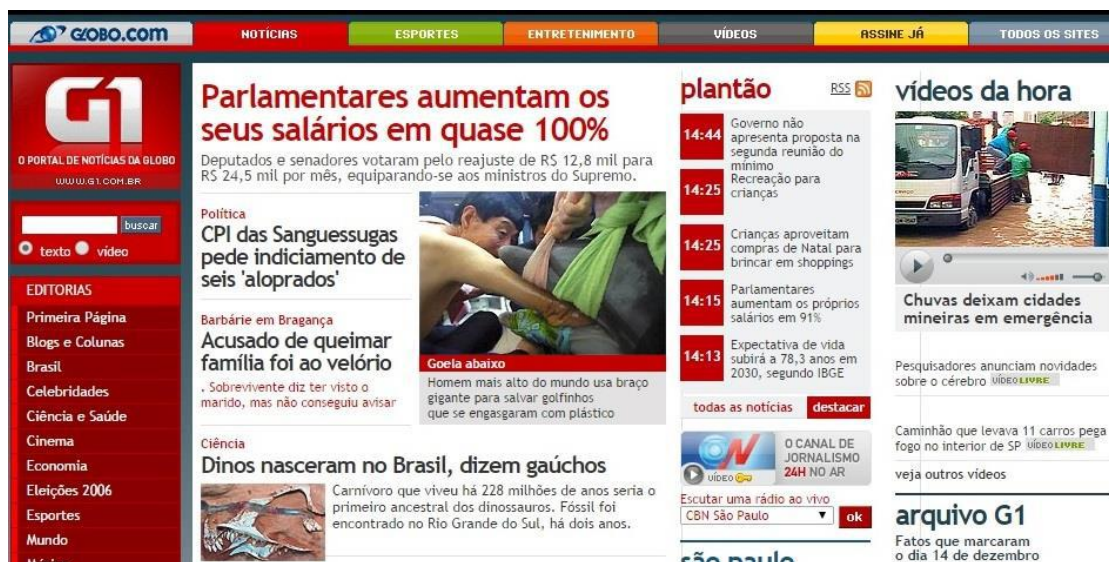 GLOBO.com
NOTÍCIAS
ESPORTES
ENTRETENIMENTO
VÍDEOS
ASSINE JÁ
TODOS OS SITES
G1
O PORTAL DE NOTÍCIAS DA GLOBO
WWW.G1.COM.BR
buscar
texto vídeo
EDITORIAS
Primeira Página
Blogs e Colunas
Brasil
Celebridades
Ciência e Saúde
Cinema
Economia
Eleições 2006
Esportes
Mundo
Parlamentares aumentam os
seus salários em quase 100%
Deputados e senadores votaram pelo reajuste de R$ 12,8 mil para
R$ 24,5 mil por mês, equiparando-se aos ministros do Supremo.
Política
CPI das Sanguessugas
pede indiciamento de
seis 'aloprados'
Barbárie em Bragança
Acusado de queimar
família foi ao velório
. Sobrevivente diz ter visto o
marido, mas não conseguiu avisar
Goela abaixo
Homem mais alto do mundo usa braço
gigante para salvar golfinhos
que se engasgaram com plástico
Ciência
Dinos nasceram no Brasil, dizem gaúchos
Carnívoro que viveu há 228 milhões de anos seria o
primeiro ancestral dos dinossauros. Fóssil foi
encontrado no Rio Grande do Sul, há dois anos.
plantão
RSS
14:44
Governo não
apresenta proposta na
segunda reunião do
mínimo
14:25
Recreação para
crianças
14:25
Crianças aproveitam
compras de Natal para
brincar em shoppings
14:15
Parlamentares
aumentam os próprios
salários em 91%
14:13
Expectativa de vida
subirá a 78,3 anos em
2030, segundo IBGE
todas as notícias
destacar
VÍDEO
O CANAL DE
JORNALISMO
24H NO AR
Escutar uma rádio ao vivo
CBN São Paulo
ok
são paulo
vídeos da hora
Chuvas deixam cidades
mineiras em emergência
Pesquisadores anunciam novidades
sobre o cérebro VÍDEO LIVRE
Caminhão que levava 11 carros pega
fogo no interior de SP VÍDEO LIVRE
veja outros vídeos
arquivo G1
Fatos que marcaram
o dia 14 de dezembro